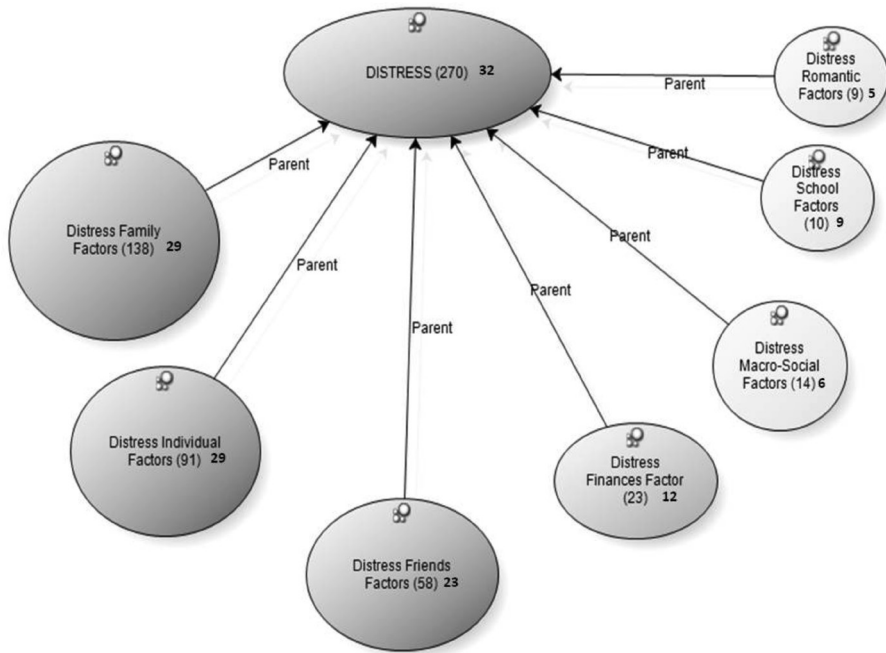 DISTRESS (270) 32
Distress
Romantic
Factors (9) 5
Parent
Distress
School
Factors
(10) 9
Parent
Distress Family
Factors (138) 29
Parent
Parent
Parent
Parent
Parent
Distress
Macro-Social
Factors (14) 6
Distress Individual
Factors (91) 29
Distress
Finances Factor
(23) 12
Distress Friends
Factors (58) 23